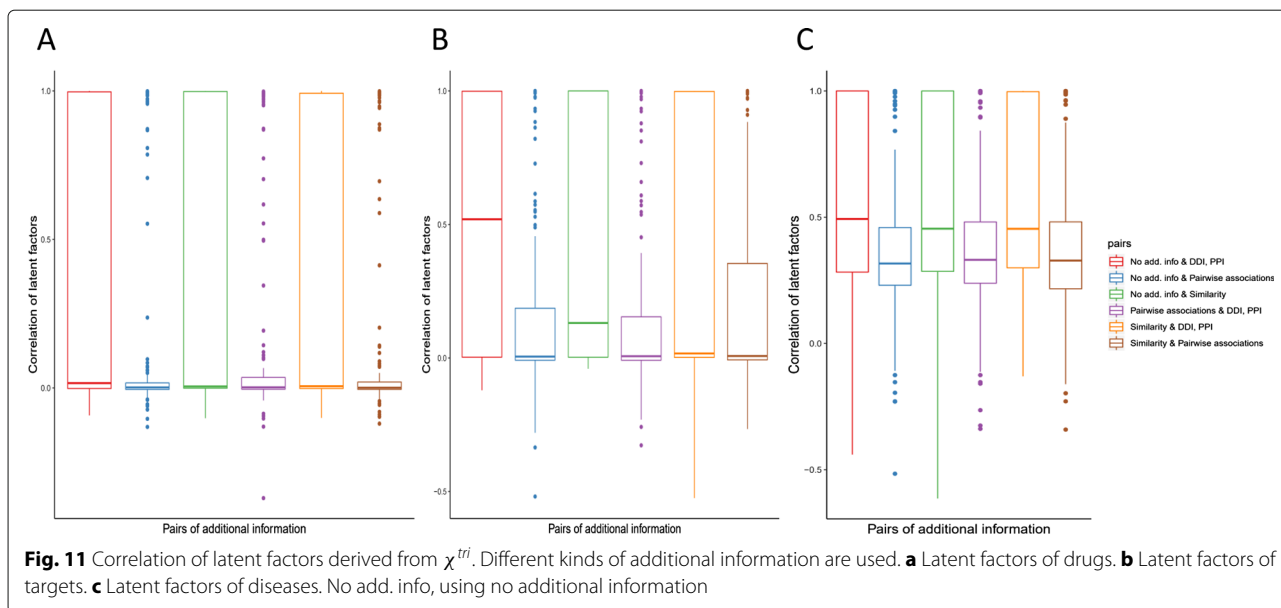 A
B
C
1.0
0.5
0.0
Correlation of latent factors
Pairs of additional information
1.0
0.5
0.0
−0.5
Correlation of latent factors
Pairs of additional information
1.0
0.5
0.0
−0.5
Correlation of latent factors
Pairs of additional information
pairs
No add. info & DDI, PPI
No add. info & Pairwise associations
No add. info & Similarity
Pairwise associations & DDI, PPI
Similarity & DDI, PPI
Similarity & Pairwise associations
Fig. 11 Correlation of latent factors derived from χ^tri. Different kinds of additional information are used. a Latent factors of drugs. b Latent factors of
targets. c Latent factors of diseases. No add. info, using no additional information